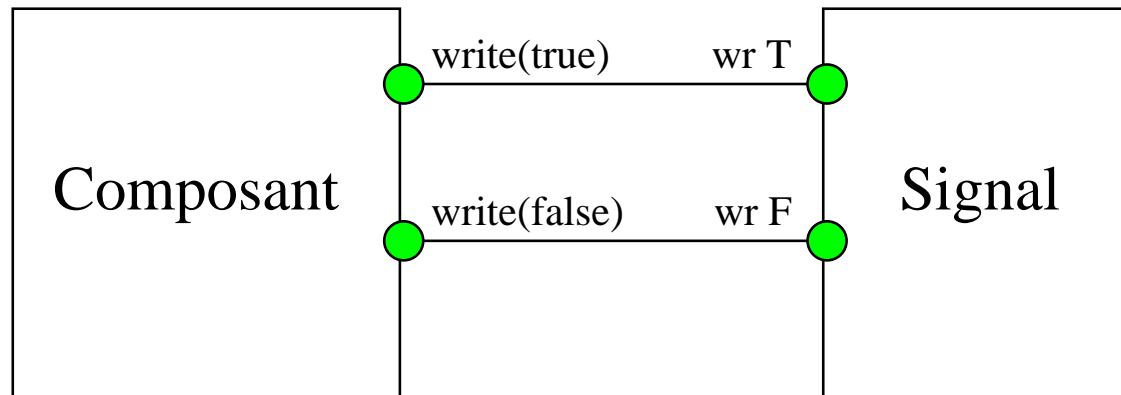 write(true) wr T
Composant Signal
write(false) wr F